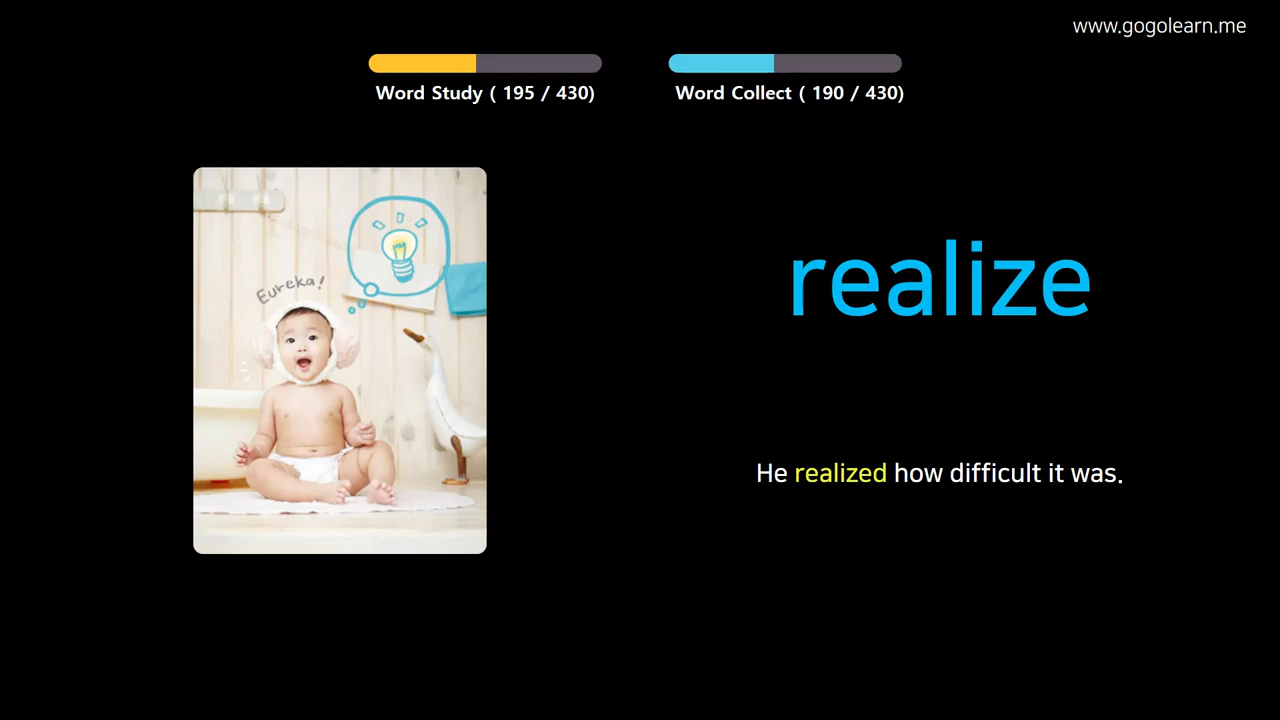 www.gogolearn.me
Word Study ( 195 / 430)
Word Collect ( 190 / 430)
Eureka!
realize
He realized how difficult it was.